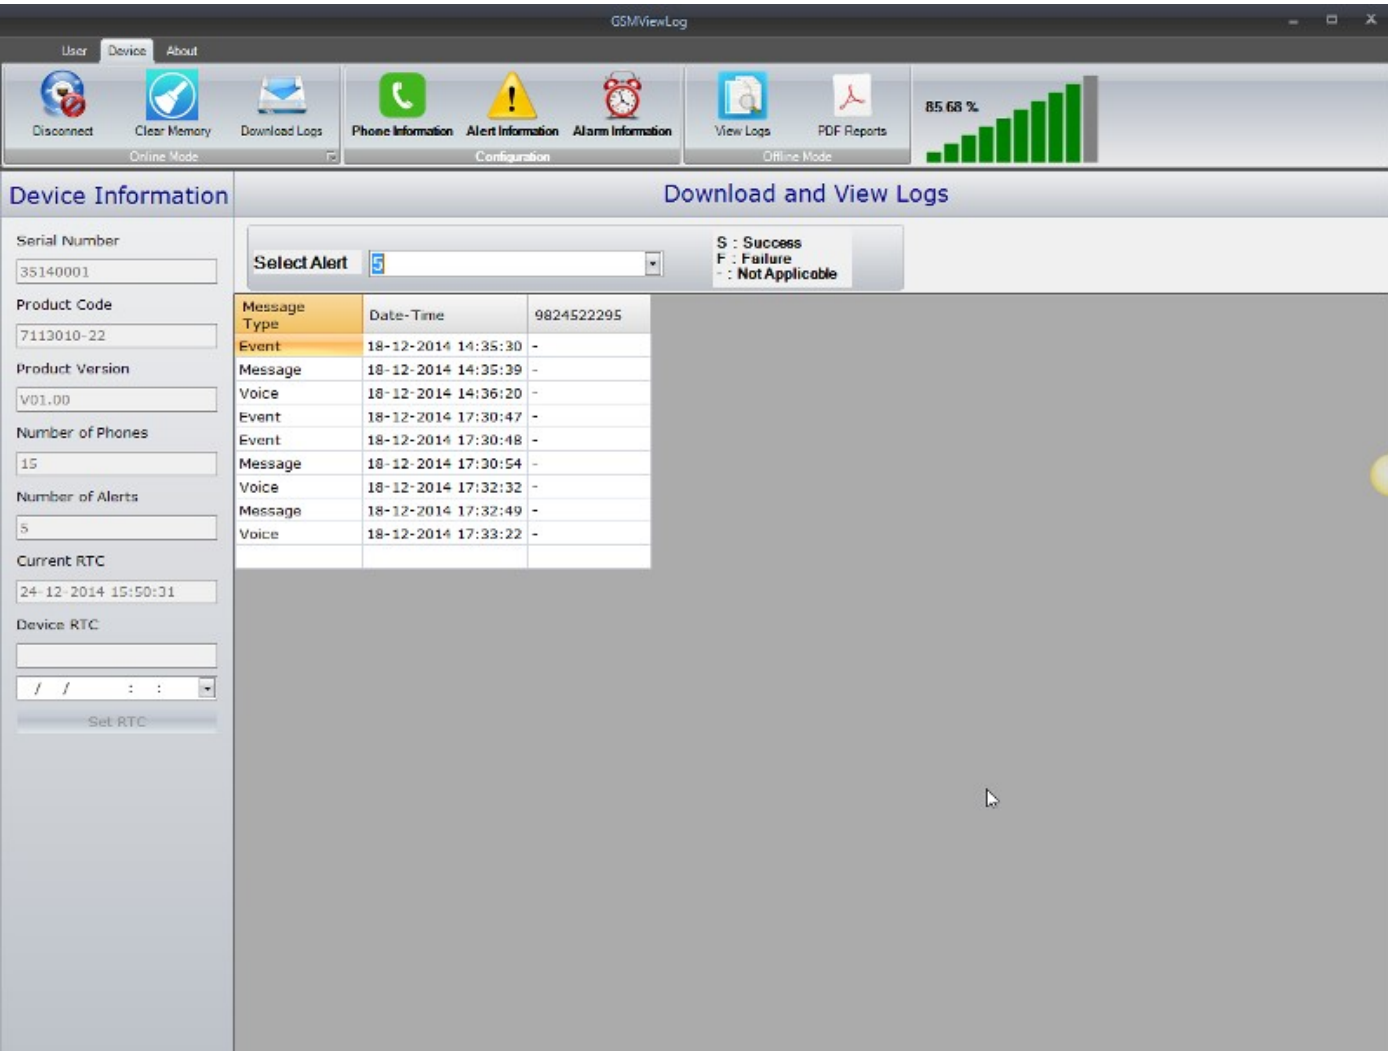 GSMViewLog
User Device About
Disconnect Clear Memory Download Logs Phone Information Alert Information Alarm Information View Logs PDF Reports 85.68 %
Online Mode Configuration Offline Mode
Device Information
Download and View Logs
Serial Number
35140001
Product Code
7113010-22
Product Version
V01.00
Number of Phones
15
Number of Alerts
5
Current RTC
24-12-2014 15:50:31
Device RTC
/ / : :
Set RTC
Select Alert 5
S : Success
F : Failure
- : Not Applicable
Message Type Date-Time 9824522295
Event 18-12-2014 14:35:30 -
Message 18-12-2014 14:35:39 -
Voice 18-12-2014 14:36:20 -
Event 18-12-2014 17:30:47 -
Event 18-12-2014 17:30:48 -
Message 18-12-2014 17:30:54 -
Voice 18-12-2014 17:32:32 -
Message 18-12-2014 17:32:49 -
Voice 18-12-2014 17:33:22 -